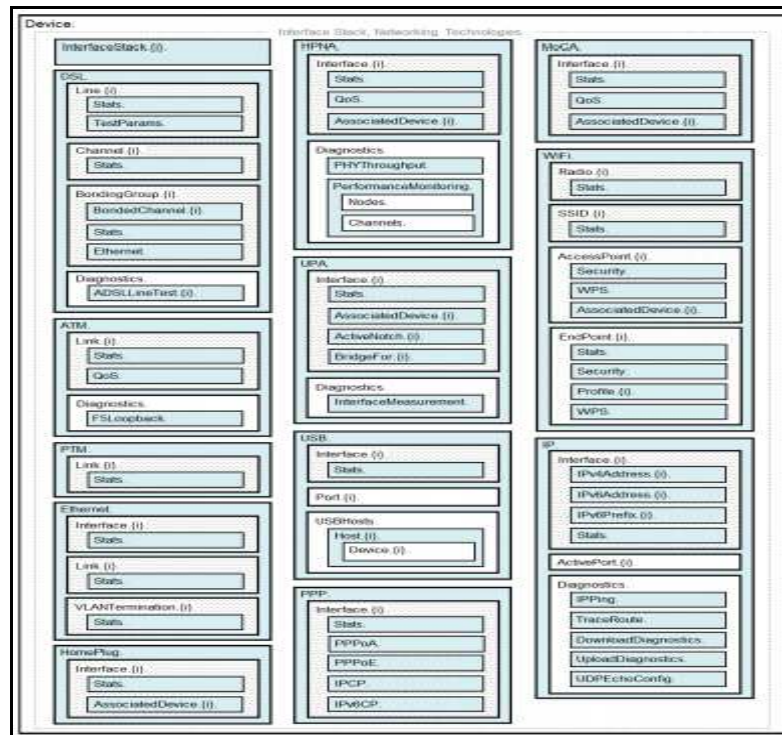 Device.
Interface Stack, Networking Technologies
InterfaceStack.{i}.
DSL.
Line.{i}.
Stats.
TestParams.
Channel.{i}.
Stats.
BondingGroup.{i}.
BondedChannel.{i}.
Stats.
Ethernet.
Diagnostics.
ADSLLineTest.{i}.
ATM.
Link.{i}.
Stats.
QoS.
Diagnostics.
F5Loopback.
PTM.
Link.{i}.
Stats.
Ethernet.
Interface.{i}.
Stats.
Link.{i}.
Stats.
VLANTermination.{i}.
Stats.
HomePlug.
Interface.{i}.
Stats.
AssociatedDevice.{i}.
HPNA.
Interface.{i}.
Stats.
QoS.
AssociatedDevice.{i}.
Diagnostics.
PHYThroughput.
PerformanceMonitoring.
Nodes.
Channels.
UPA.
Interface.{i}.
Stats.
AssociatedDevice.{i}.
ActiveNotch.{i}.
BridgeFor.{i}.
Diagnostics.
InterfaceMeasurement.
USB.
Interface.{i}.
Stats.
Port.{i}.
USBHosts.
Host.{i}.
Device.{i}.
PPP.
Interface.{i}.
Stats.
PPPoA.
PPPoE.
IPCP.
IPv6CP.
MoCA.
Interface.{i}.
Stats.
QoS.
AssociatedDevice.{i}.
WiFi.
Radio.{i}.
Stats.
SSID.{i}.
Stats.
AccessPoint.{i}.
Security.
WPS.
AssociatedDevice.{i}.
EndPoint.{i}.
Stats.
Security.
Profile.{i}.
WPS.
IP.
Interface.{i}.
IPv4Address.{i}.
IPv6Address.{i}.
IPv6Prefix.{i}.
Stats.
ActivePort.{i}.
Diagnostics.
IPPing.
TraceRoute.
DownloadDiagnostics.
UploadDiagnostics.
UDPEchoConfig.